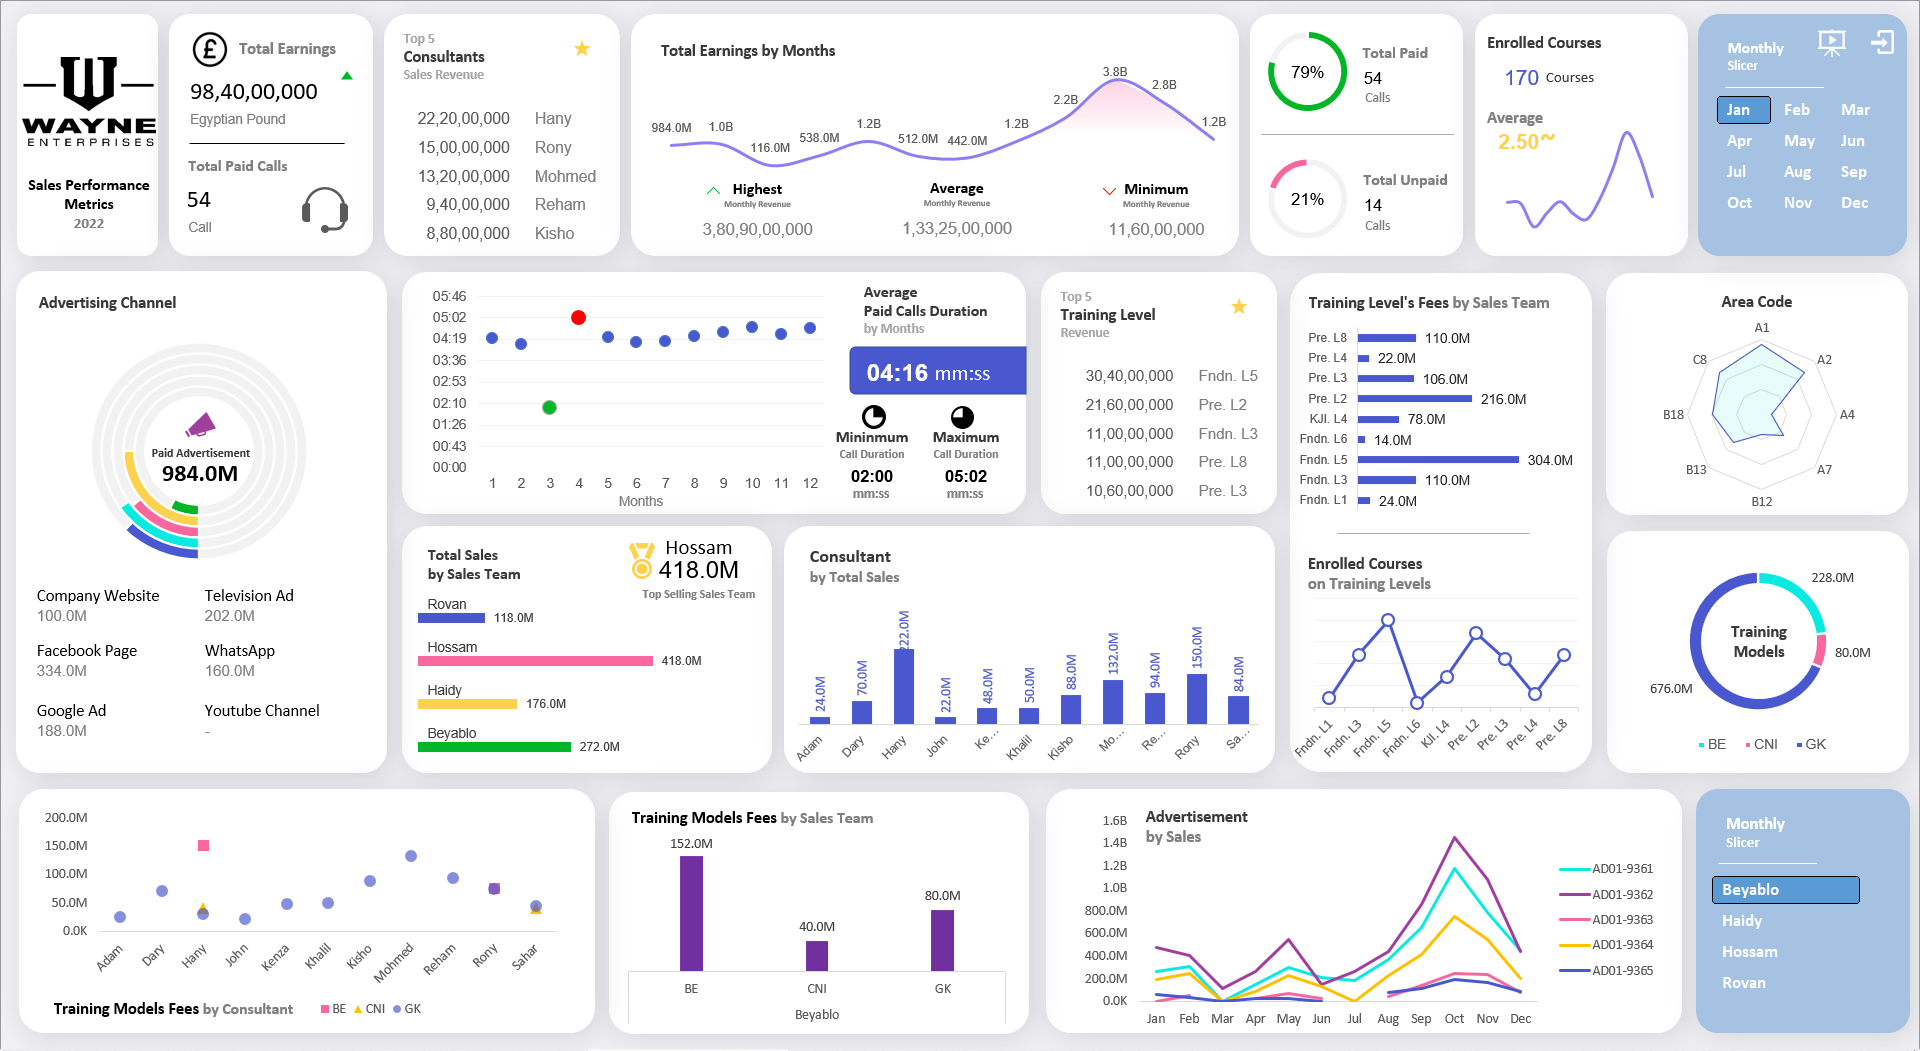 WAYNE
ENTERPRISES
Sales Performance
Metrics
2022
Total Earnings
98,40,00,000
Egyptian Pound
Total Paid Calls
54
Call
Top 5
Consultants
Sales Revenue
22,20,00,000 Hany
15,00,00,000 Rony
13,20,00,000 Mohmed
9,40,00,000 Reham
8,80,00,000 Kisho
Total Earnings by Months
984.0M 1.0B 116.0M 538.0M 1.2B 512.0M 442.0M 1.2B 2.2B 3.8B 2.8B 1.2B
Highest
Monthly Revenue
3,80,90,00,000
Average
Monthly Revenue
1,33,25,00,000
Minimum
Monthly Revenue
11,60,00,000
79%
Total Paid
54
Calls
21%
Total Unpaid
14
Calls
Enrolled Courses
170 Courses
Average
2.50~
Monthly
Slicer
Jan Feb Mar
Apr May Jun
Jul Aug Sep
Oct Nov Dec
Advertising Channel
Paid Advertisement
984.0M
Company Website
100.0M
Television Ad
202.0M
Facebook Page
334.0M
WhatsApp
160.0M
Google Ad
188.0M
Youtube Channel
-
05:46
05:02
04:19
03:36
02:53
02:10
01:26
00:43
00:00
1 2 3 4 5 6 7 8 9 10 11 12
Months
Average
Paid Calls Duration
by Months
04:16 mm:ss
Mininmum
Call Duration
02:00
mm:ss
Maximum
Call Duration
05:02
mm:ss
Top 5
Training Level
Revenue
30,40,00,000 Fndn. L5
21,60,00,000 Pre. L2
11,00,00,000 Fndn. L3
11,00,00,000 Pre. L8
10,60,00,000 Pre. L3
Training Level's Fees by Sales Team
Pre. L8 110.0M
Pre. L4 22.0M
Pre. L3 106.0M
Pre. L2 216.0M
KJI. L4 78.0M
Fndn. L6 14.0M
Fndn. L5 304.0M
Fndn. L3 110.0M
Fndn. L1 24.0M
Enrolled Courses
on Training Levels
Fndn. L1 Fndn. L3 Fndn. L5 Fndn. L6 KJI. L4 Pre. L2 Pre. L3 Pre. L4 Pre. L8
Area Code
A1
A2
A4
A7
B12
B13
B18
C8
Total Sales
by Sales Team
Hossam
418.0M
Top Selling Sales Team
Rovan
118.0M
Hossam
418.0M
Haidy
176.0M
Beyablo
272.0M
Consultant
by Total Sales
24.0M 70.0M 222.0M 22.0M 48.0M 50.0M 88.0M 132.0M 94.0M 150.0M 84.0M
Adam Dary Hany John Ke... Khalil Kisho Mo... Re... Rony Sa...
Training
Models
228.0M
80.0M
676.0M
BE CNI GK
200.0M
150.0M
100.0M
50.0M
0.0K
Adam Dary Hany John Kenza Khalil Kisho Mohmed Reham Rony Sahar
Training Models Fees by Consultant
BE CNI GK
Training Models Fees by Sales Team
152.0M
40.0M
80.0M
BE CNI GK
Beyablo
Advertisement
by Sales
1.6B
1.4B
1.2B
1.0B
800.0M
600.0M
400.0M
200.0M
0.0K
Jan Feb Mar Apr May Jun Jul Aug Sep Oct Nov Dec
AD01-9361
AD01-9362
AD01-9363
AD01-9364
AD01-9365
Monthly
Slicer
Beyablo
Haidy
Hossam
Rovan